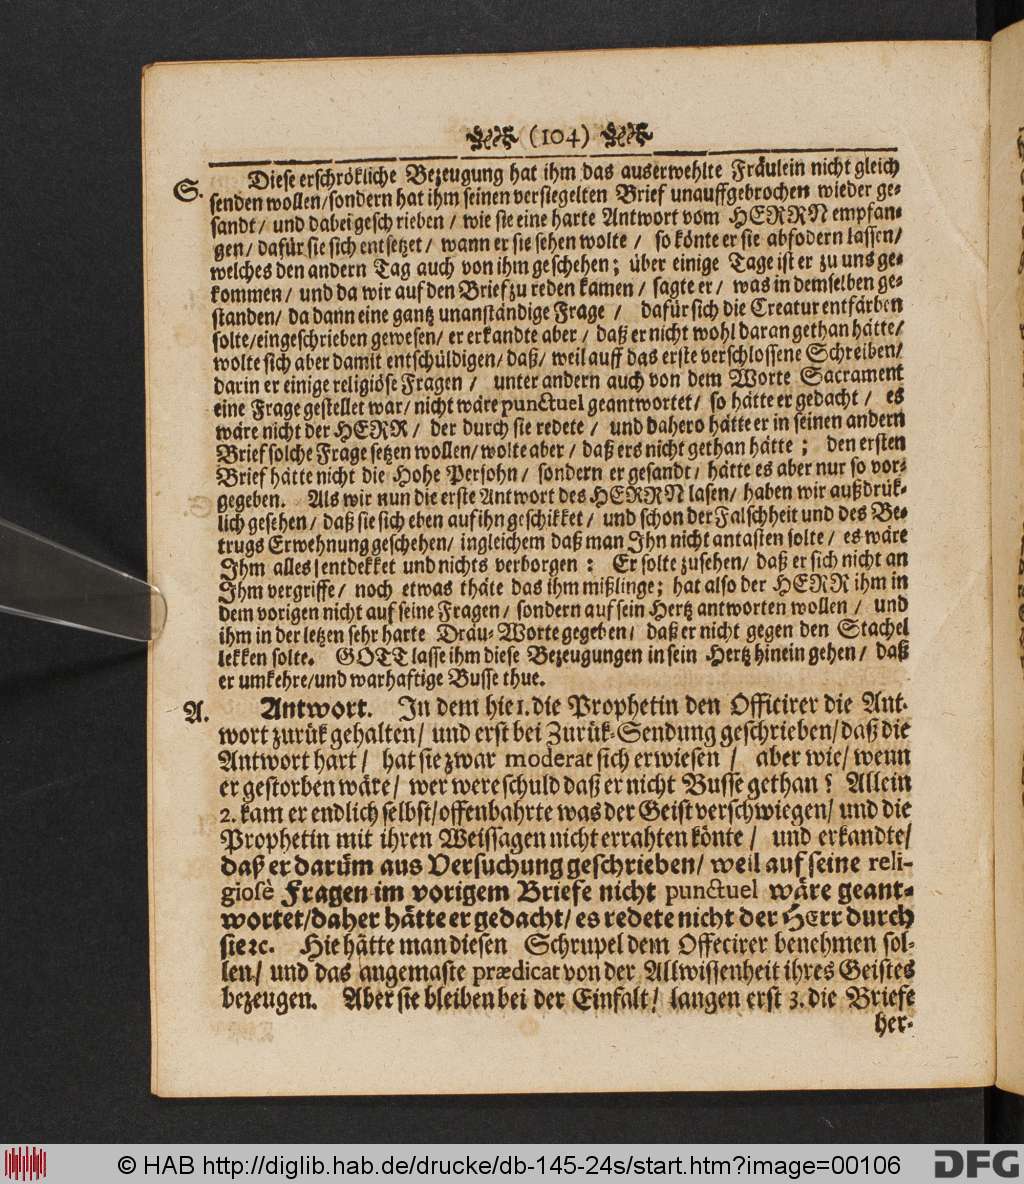 (104)
S. Diese erschrökliche Bezeugung hat ihm das auserwehlte Fräulein nicht gleich
senden wollen/sondern hat ihm seinen versiegelten Brief unauffgebrochen wieder ge-
sandt/ und dabei geschrieben/ wie sie eine harte Antwort vom HERRN empfan-
gen/ dafür sie sich entsetzet/ wann er sie sehen wolte/ so könte er sie abfodern lassen/
welches den andern Tag auch von ihm geschehen; über einige Tage ist er zu uns ge-
kommen/ und da wir auf den Brief zu reden kamen/ sagte er/ was in demselben ge-
standen/ da dann eine gantz unanständige Frage/ dafür sich die Creatur entfärben
solte/eingeschrieben gewesen/ er erkandte aber/ daß er nicht wohl daran gethan hätte/
wolte sich aber damit entschüldigen/ daß/ weil auff das erste verschlossene Schreiben/
darin er einige religiöse Fragen/ unter andern auch von dem Worte Sacrament
eine Frage gestellet war/ nicht wäre punctuel geantwortet/ so hätte er gedacht/ es
wäre nicht der HERR/ der durch sie redete/ und dahero hätte er in seinen andern
Brief solche Frage setzen wollen/ wolte aber/ daß ers nicht gethan hätte; den ersten
Brief hätte nicht die Hohe Persohn/ sondern er gesandt/ hätte es aber nur so vor-
gegeben. Als wir nun die erste Antwort des HERRN lasen/ haben wir außdrük-
lich gesehen/ daß sie sich eben auf ihn geschikket/ und schon der Falschheit und des Be-
trugs Erwehnung geschehen/ ingleichem daß man Ihn nicht antasten solte/ es wäre
Ihm alles entdekket und nichts verborgen: Er solte zusehen/ daß er sich nicht an
Ihm vergriffe/ noch etwas thäte das ihm mißlinge; hat also der HERR ihm in
dem vorigen nicht auf seine Fragen/ sondern auf sein Hertz antworten wollen/ und
ihm in der letzen sehr harte Dräu-Worte gegeben/ daß er nicht gegen den Stachel
lekken solte. GOTT lasse ihm diese Bezeugungen in sein Hertz hinein gehen/ daß
er umkehre/und warhaftige Busse thue.
A. Antwort. In dem hie 1. die Prophetin den Officirer die Ant-
wort zurük gehalten/ und erst bei Zurük-Sendung geschrieben/ daß die
Antwort hart/ hat sie zwar moderat sich erwiesen/ aber wie/ wenn
er gestorben wäre/ wer were schuld daß er nicht Busse gethan? Allein
2. kam er endlich selbst/offenbahrte was der Geist verschwiegen/ und die
Prophetin mit ihren Weissagen nicht errahten könte/ und erkandte/
daß er darüm aus Versuchung geschrieben/ weil auf seine reli-
giosè Fragen im vorigem Briefe nicht punctuel wäre geant-
wortet/daher hätte er gedacht/ es redete nicht der HErr durch
sie ꝛc. Hie hätte man diesen Schrupel dem Offecirer benehmen sol-
len/ und das angemaste prædicat von der Allwissenheit ihres Geistes
bezeugen. Aber sie bleiben bei der Einfalt/ langen erst 3. die Briefe
her-
© HAB http://diglib.hab.de/drucke/db-145-24s/start.htm?image=00106
DFG